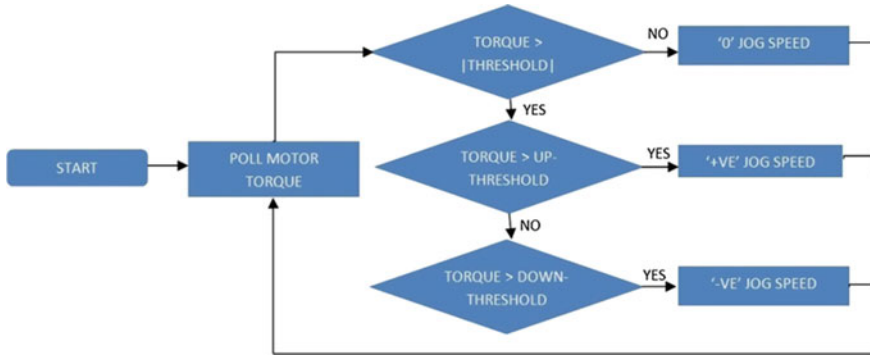 TORQUE >
|THRESHOLD|
NO
'0' JOG SPEED
YES
START
POLL MOTOR
TORQUE
TORQUE > UP-
THRESHOLD
YES
'+VE' JOG SPEED
NO
TORQUE > DOWN-
THRESHOLD
YES
'-VE' JOG SPEED